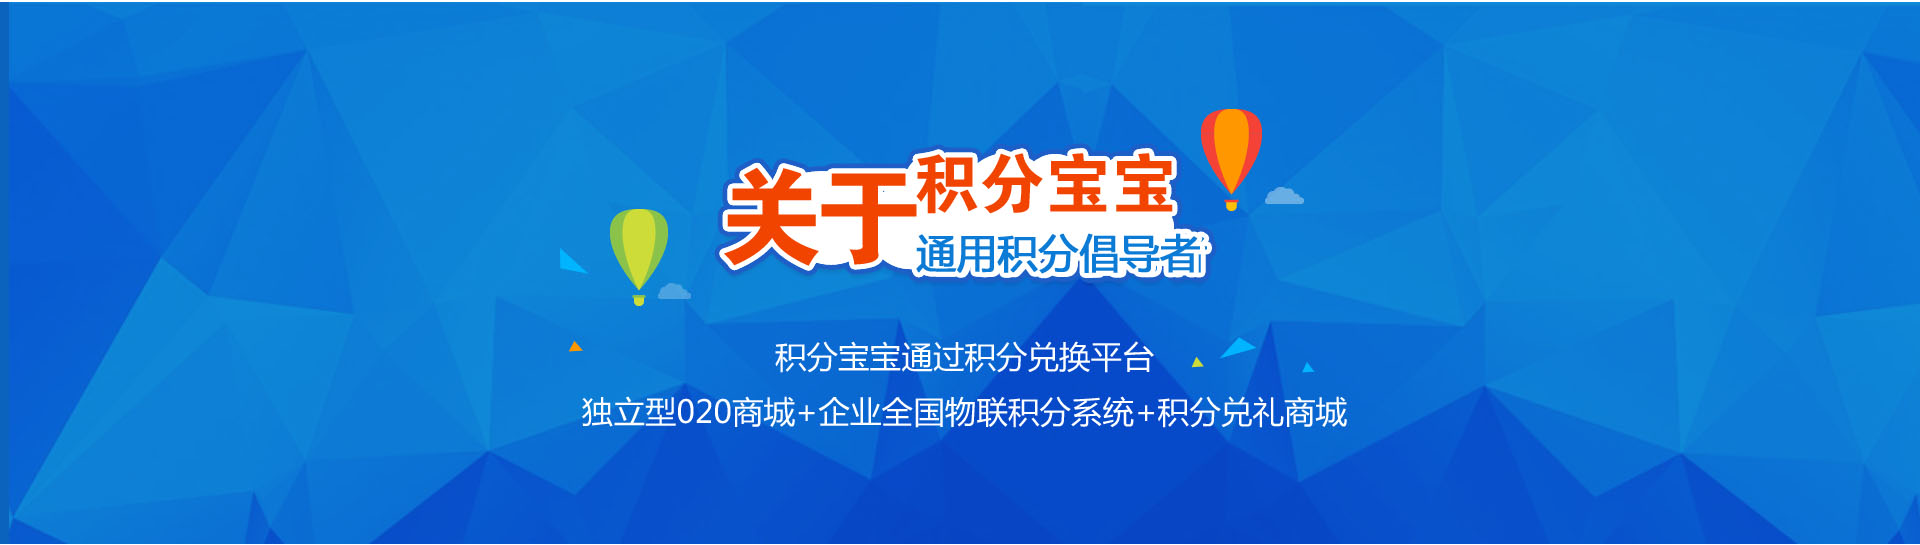 关于积分宝宝
通用积分倡导者
积分宝宝通过积分兑换平台
独立型020商城+企业全国物联积分系统+积分兑礼商城